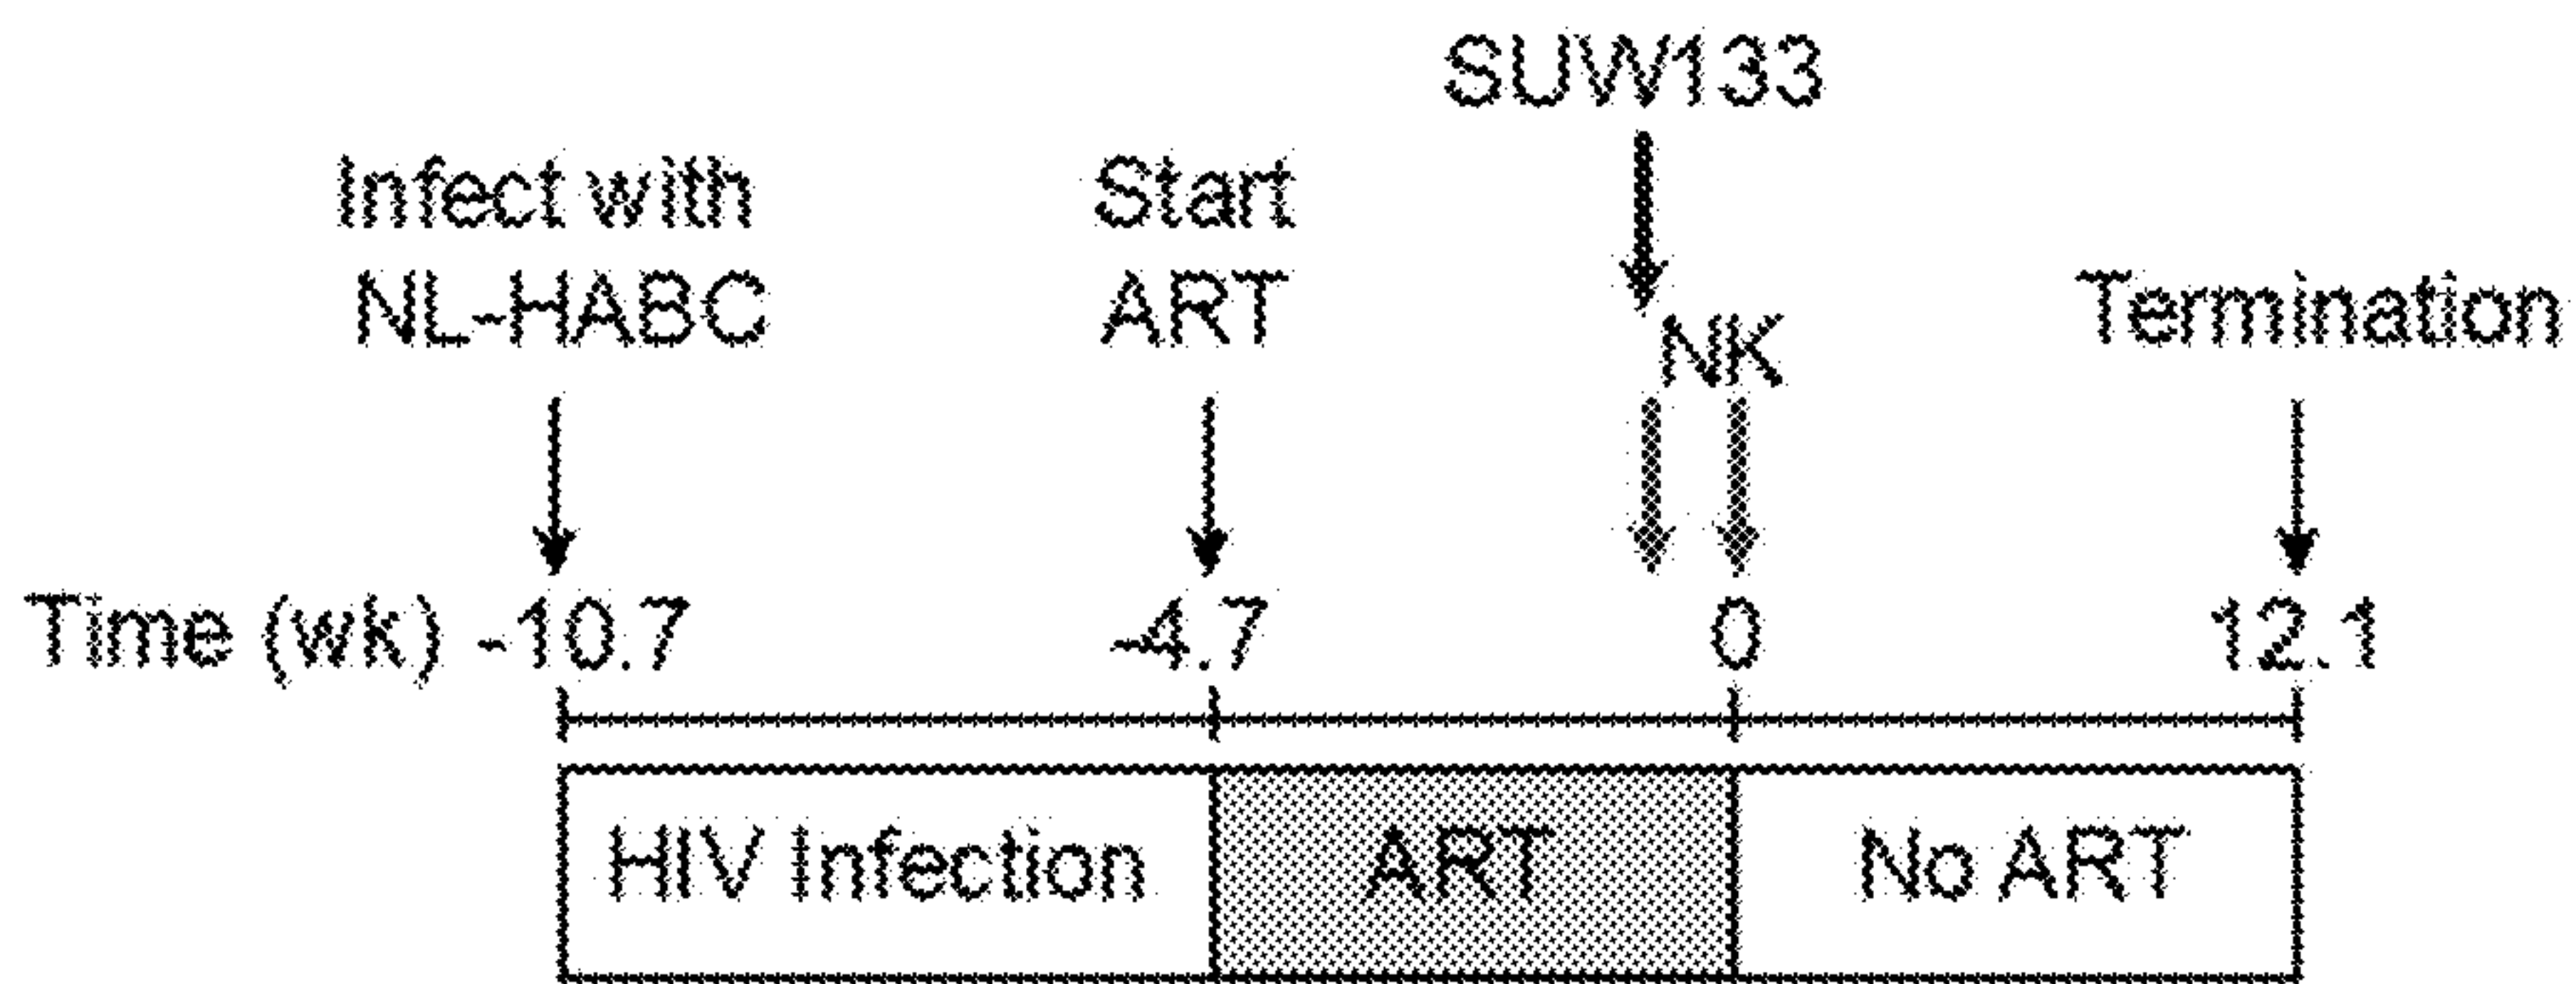 SUW133
Infect with
NL-HABC
Start
ART
NK
Termination
Time (wk) -10.7 -4.7 0 12.1
HIV Infection ART No ART